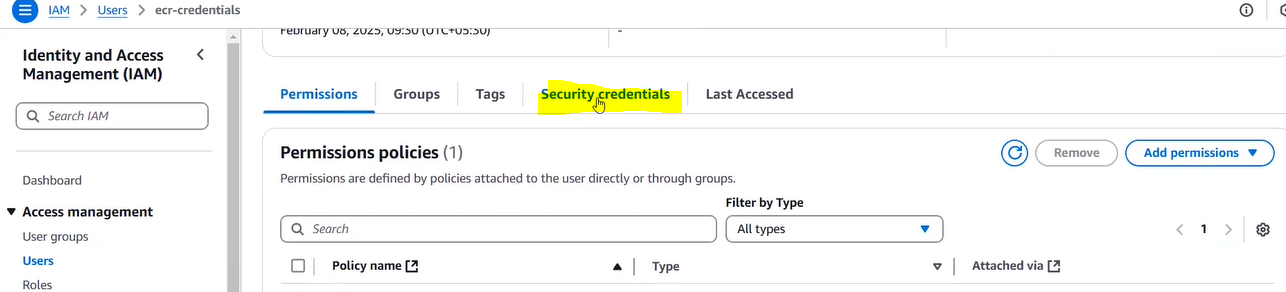 IAM > Users > ecr-credentials
Identity and Access
Management (IAM)
Search IAM
Dashboard
Access management
User groups
Users
Roles
February 08, 2025, 09:30 (UTC+05:30)
-
Permissions Groups Tags Security credentials Last Accessed
Permissions policies (1)
Remove Add permissions
Permissions are defined by policies attached to the user directly or through groups.
Filter by Type
Search All types 1
Policy name Type Attached via